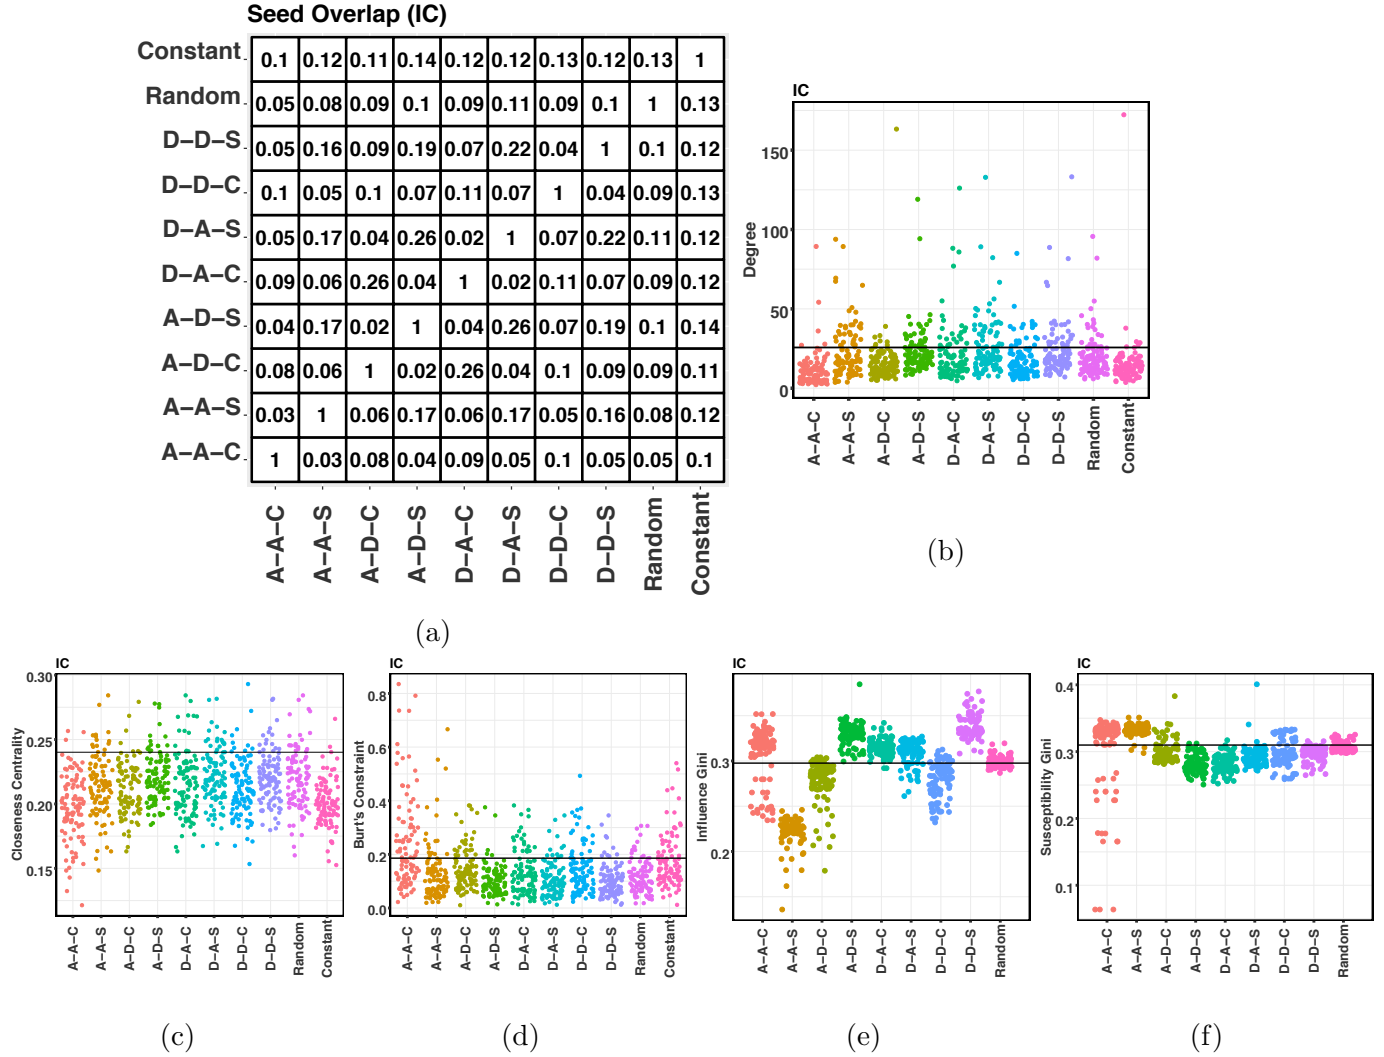 Seed Overlap (IC)
Constant 0.1 0.12 0.11 0.14 0.12 0.12 0.13 0.12 0.13 1
Random 0.05 0.08 0.09 0.1 0.09 0.11 0.09 0.1 1 0.13
D−D−S 0.05 0.16 0.09 0.19 0.07 0.22 0.04 1 0.1 0.12
D−D−C 0.1 0.05 0.1 0.07 0.11 0.07 1 0.04 0.09 0.13
D−A−S 0.05 0.17 0.04 0.26 0.02 1 0.07 0.22 0.11 0.12
D−A−C 0.09 0.06 0.26 0.04 1 0.02 0.11 0.07 0.09 0.12
A−D−S 0.04 0.17 0.02 1 0.04 0.26 0.07 0.19 0.1 0.14
A−D−C 0.08 0.06 1 0.02 0.26 0.04 0.1 0.09 0.09 0.11
A−A−S 0.03 1 0.06 0.17 0.06 0.17 0.05 0.16 0.08 0.12
A−A−C 1 0.03 0.08 0.04 0.09 0.05 0.1 0.05 0.05 0.1
A−A−C A−A−S A−D−C A−D−S D−A−C D−A−S D−D−C D−D−S Random Constant
(a)
IC
Degree
150
100
50
0
A−A−C A−A−S A−D−C A−D−S D−A−C D−A−S D−D−C D−D−S Random Constant
(b)
IC
Closeness Centrality
0.30
0.25
0.20
0.15
A−A−C A−A−S A−D−C A−D−S D−A−C D−A−S D−D−C D−D−S Random Constant
(c)
IC
Burt's Constraint
0.8
0.6
0.4
0.2
0.0
A−A−C A−A−S A−D−C A−D−S D−A−C D−A−S D−D−C D−D−S Random Constant
(d)
IC
Influence Gini
0.3
0.2
A−A−C A−A−S A−D−C A−D−S D−A−C D−A−S D−D−C D−D−S Random
(e)
IC
Susceptibility Gini
0.4
0.3
0.2
0.1
A−A−C A−A−S A−D−C A−D−S D−A−C D−A−S D−D−C D−D−S Random
(f)